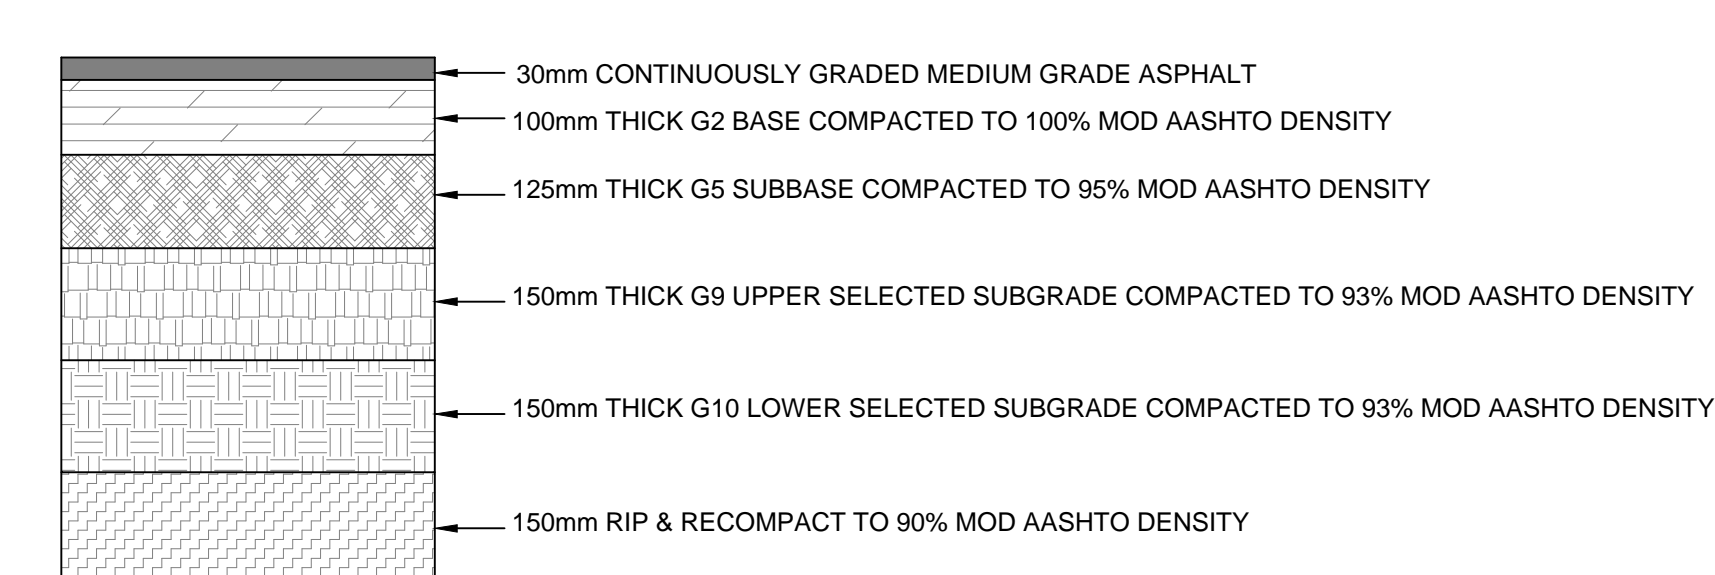 30mm CONTINUOUSLY GRADED MEDIUM GRADE ASPHALT
100mm THICK G2 BASE COMPACTED TO 100% MOD AASHTO DENSITY
125mm THICK G5 SUBBASE COMPACTED TO 95% MOD AASHTO DENSITY
150mm THICK G9 UPPER SELECTED SUBGRADE COMPACTED TO 93% MOD AASHTO DENSITY
150mm THICK G10 LOWER SELECTED SUBGRADE COMPACTED TO 93% MOD AASHTO DENSITY
150mm RIP & RECOMPACT TO 90% MOD AASHTO DENSITY